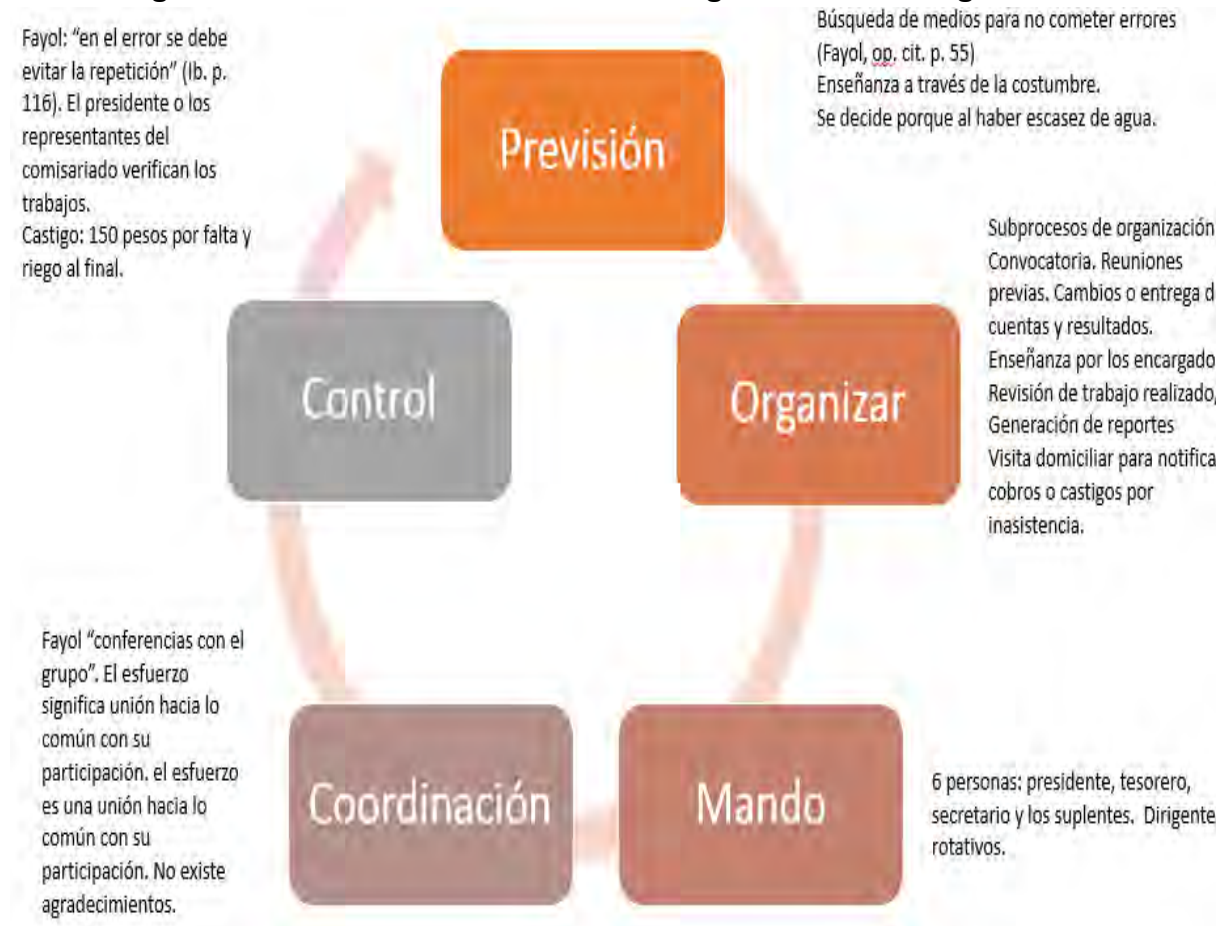 Fayol: “en el error se debe
evitar la repetición” (Ib. p.
116). El presidente o los
representantes del
comisariado verifican los
trabajos.
Castigo: 150 pesos por falta y
riego al final.
Previsión
Búsqueda de medios para no cometer errores
(Fayol, op. cit. p. 55)
Enseñanza a través de la costumbre.
Se decide porque al haber escasez de agua.
Control
Organizar
Subprocesos de organización
Convocatoria. Reuniones
previas. Cambios o entrega d
cuentas y resultados.
Enseñanza por los encargado
Revisión de trabajo realizado,
Generación de reportes
Visita domiciliar para notifica
cobros o castigos por
inasistencia.
Fayol “conferencias con el
grupo”. El esfuerzo
significa unión hacia lo
común con su
participación. el esfuerzo
es una unión hacia lo
común con su
participación. No existe
agradecimientos.
Coordinación
Mando
6 personas: presidente, tesorero,
secretario y los suplentes. Dirigente
rotativos.